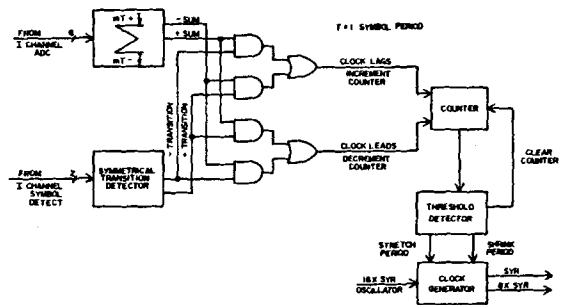 mT+
mT-
FROM 6
I CHANNEL
ADC
- SUM
+ SUM
T = 1 SYMBOL PERIOD
- TRANSITION
+ TRANSITION
CLOCK LAGS
INCREMENT
COUNTER
COUNTER
CLOCK LEADS
DECREMENT
COUNTER
CLEAR
COUNTER
FROM 2
I CHANNEL
SYMBOL
DETECT
SYMMETRICAL
TRANSITION
DETECTOR
THRESHOLD
DETECTOR
STRETCH
PERIOD
SHRINK
PERIOD
16X SYR
OSCILLATOR
CLOCK
GENERATOR
SYR
8X SYR